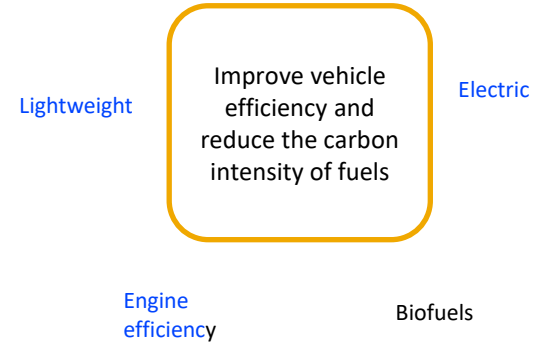 Improve vehicle
efficiency and
reduce the carbon
intensity of fuels
Lightweight
Electric
Engine
efficiency
Biofuels